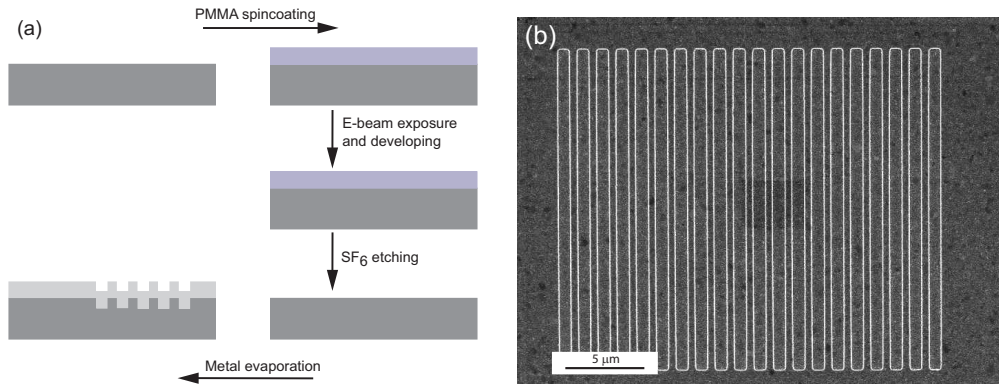 PMMA spincoating
(a)
E-beam exposure
and developing
SF6 etching
Metal evaporation
(b)
5 μm